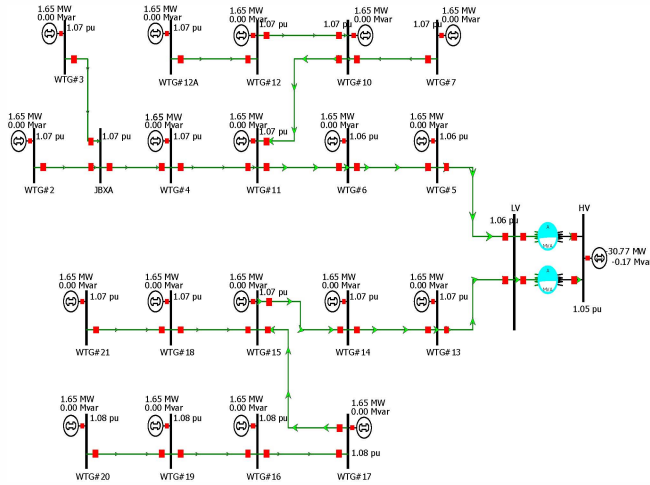 1.65 MW
0.00 Mvar
1.07 pu
WTG#3
1.65 MW
0.00 Mvar
1.07 pu
WTG#12A
1.65 MW
0.00 Mvar
1.07 pu
WTG#12
1.65 MW
0.00 Mvar
1.07 pu
WTG#10
1.65 MW
0.00 Mvar
1.07 pu
WTG#7
1.65 MW
0.00 Mvar
1.07 pu
WTG#2
1.07 pu
JBXA
1.65 MW
0.00 Mvar
1.07 pu
WTG#4
1.65 MW
0.00 Mvar
1.07 pu
WTG#11
1.65 MW
0.00 Mvar
1.06 pu
WTG#6
1.65 MW
0.00 Mvar
1.06 pu
WTG#5
LV
1.06 pu
HV
-30.77 MW
-0.17 Mva
1.05 pu
1.65 MW
0.00 Mvar
1.07 pu
WTG#21
1.65 MW
0.00 Mvar
1.07 pu
WTG#18
1.65 MW
0.00 Mvar
1.07 pu
WTG#15
1.65 MW
0.00 Mvar
1.07 pu
WTG#14
1.65 MW
0.00 Mvar
1.07 pu
WTG#13
1.65 MW
0.00 Mvar
1.08 pu
WTG#20
1.65 MW
0.00 Mvar
1.08 pu
WTG#19
1.65 MW
0.00 Mvar
1.08 pu
WTG#16
1.65 MW
0.00 Mvar
1.08 pu
WTG#17